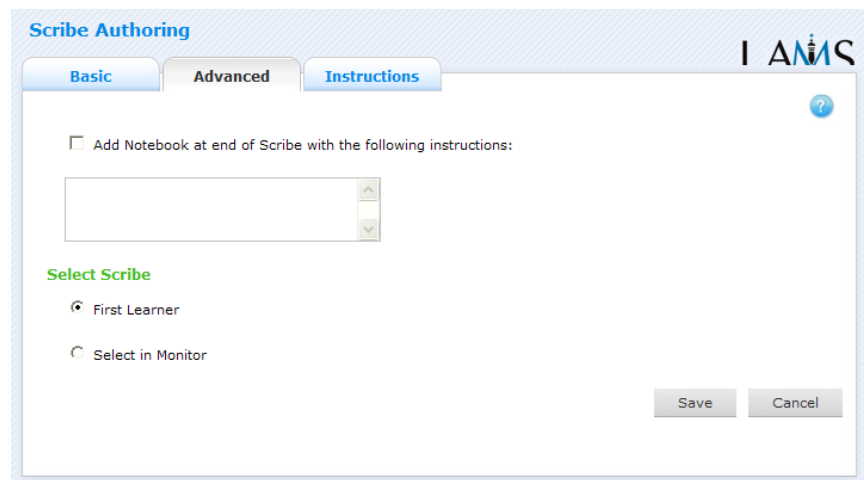 Scribe Authoring
LAMS
Basic Advanced Instructions
?
Add Notebook at end of Scribe with the following instructions:
Select Scribe
First Learner
Select in Monitor
Save Cancel